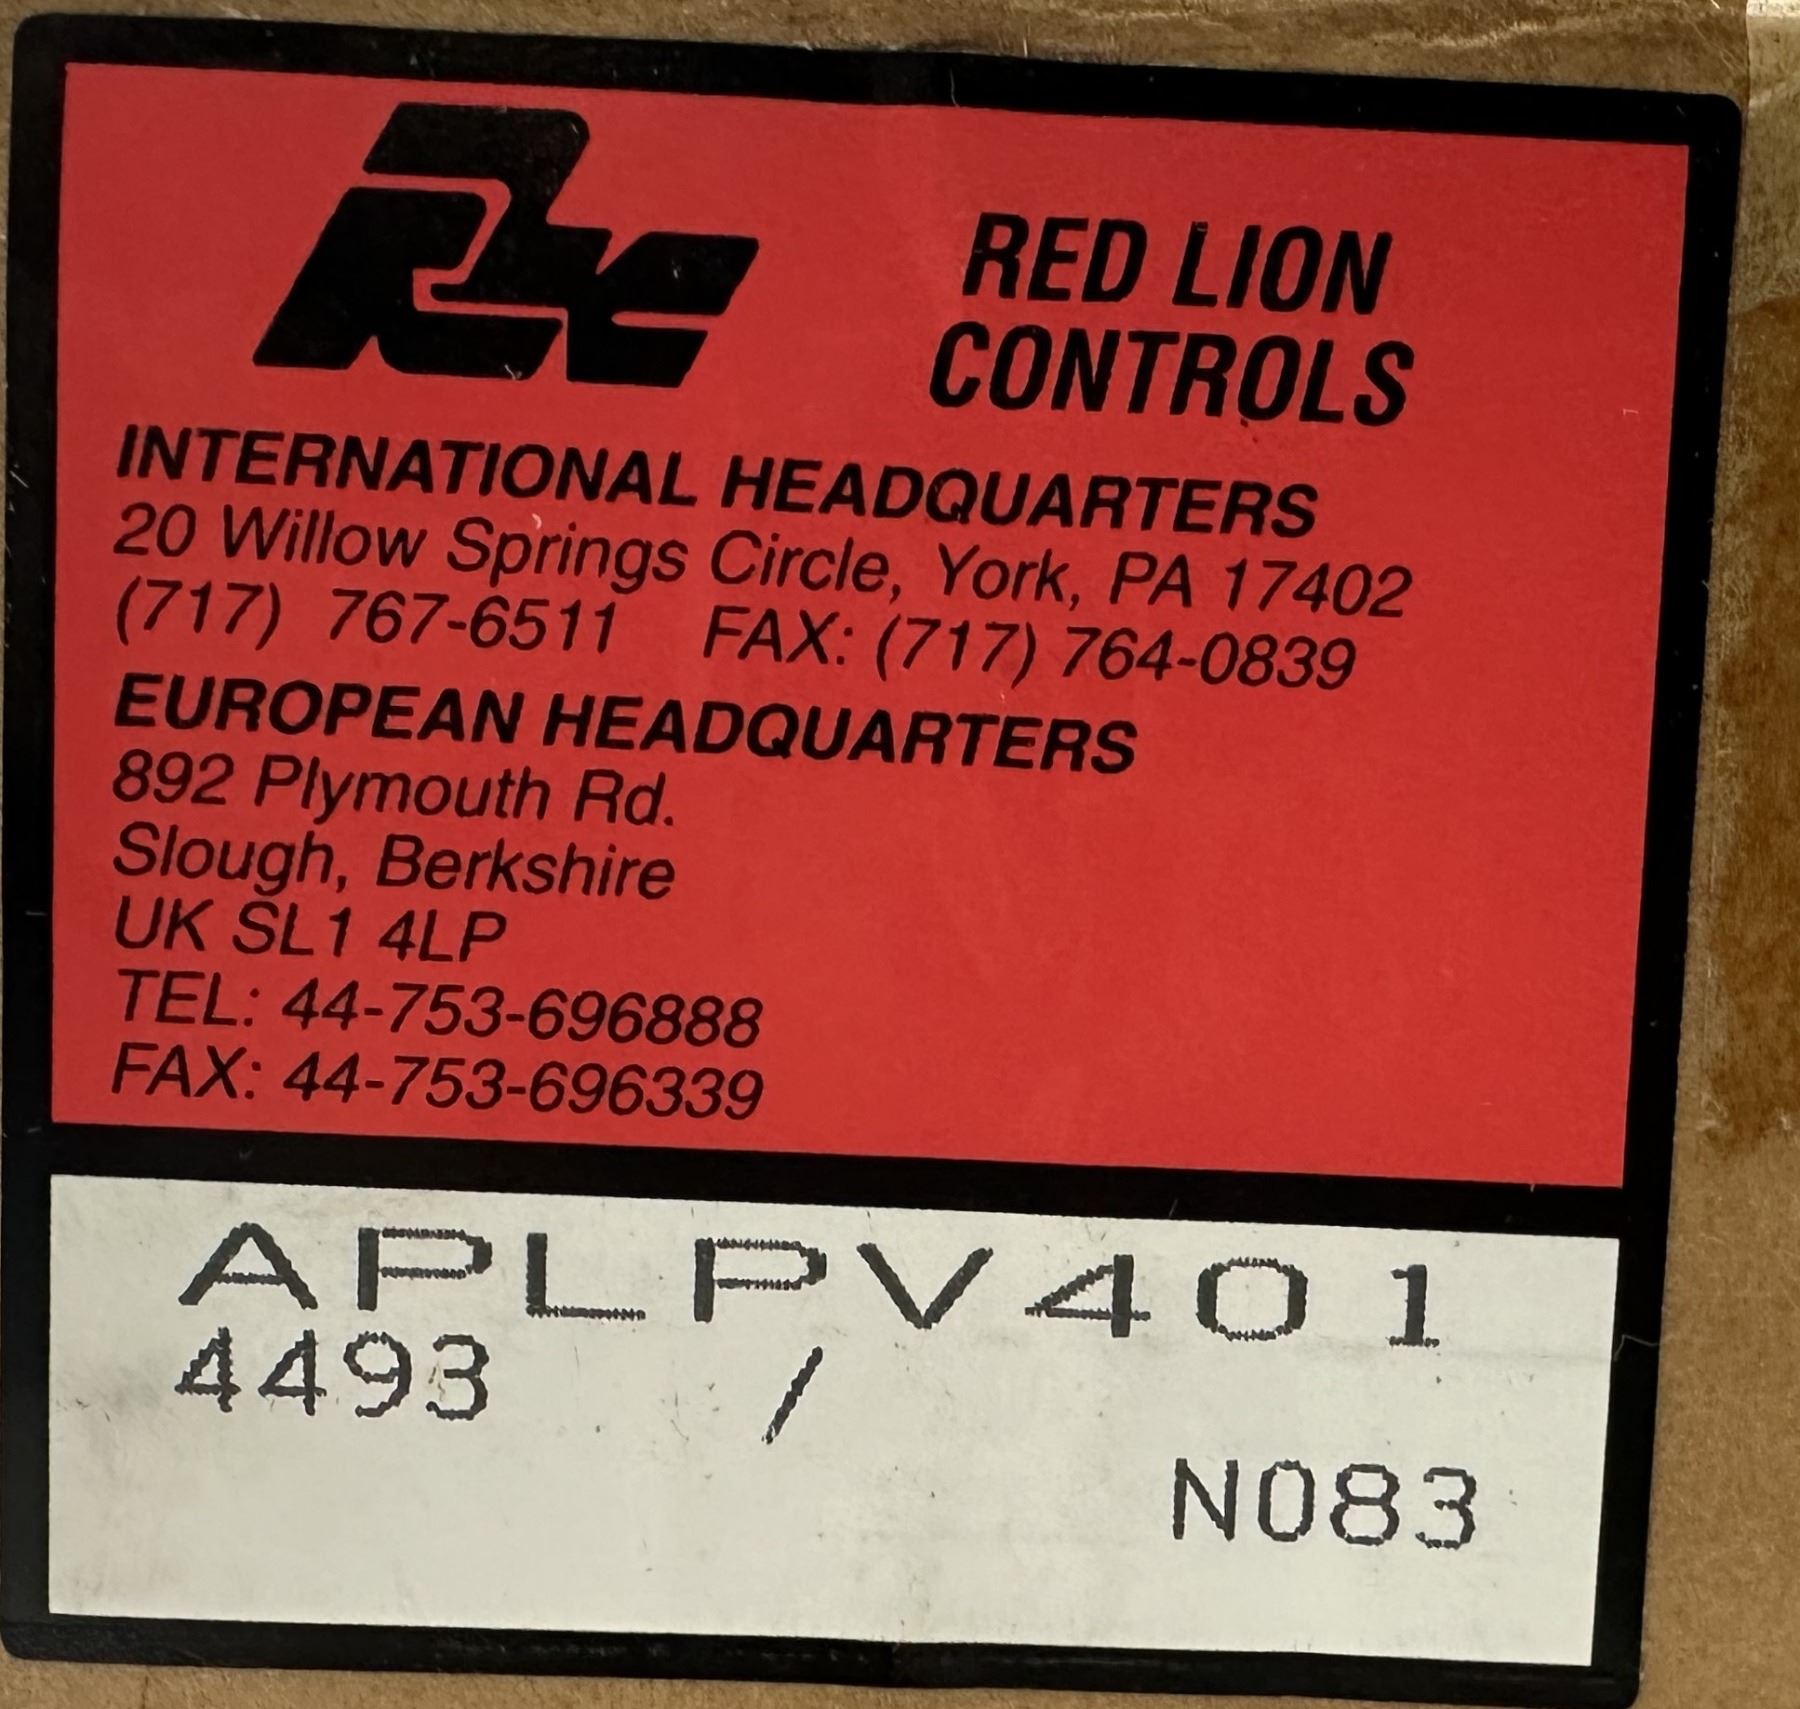 RLC RED LION
CONTROLS
INTERNATIONAL HEADQUARTERS
20 Willow Springs Circle, York, PA 17402
(717) 767-6511 FAX: (717) 764-0839
EUROPEAN HEADQUARTERS
892 Plymouth Rd.
Slough, Berkshire
UK SL1 4LP
TEL: 44-753-696888
FAX: 44-753-696339
APLPV401
4493 /
N083